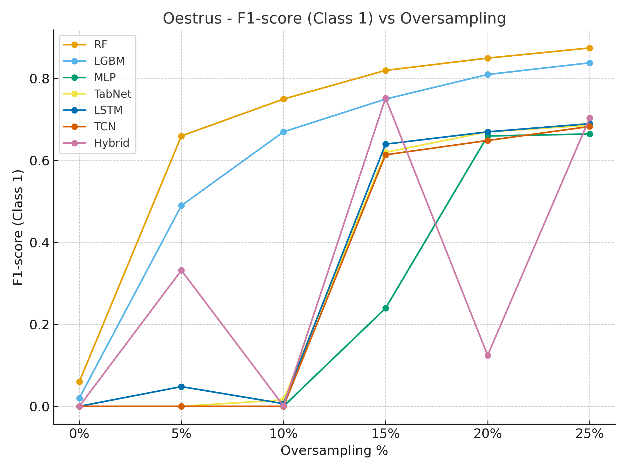 Oestrus - F1-score (Class 1) vs Oversampling
RF
LGBM
MLP
TabNet
LSTM
TCN
Hybrid
F1-score (Class 1)
0.8
0.6
0.4
0.2
0.0
0%
5%
10%
15%
20%
25%
Oversampling %